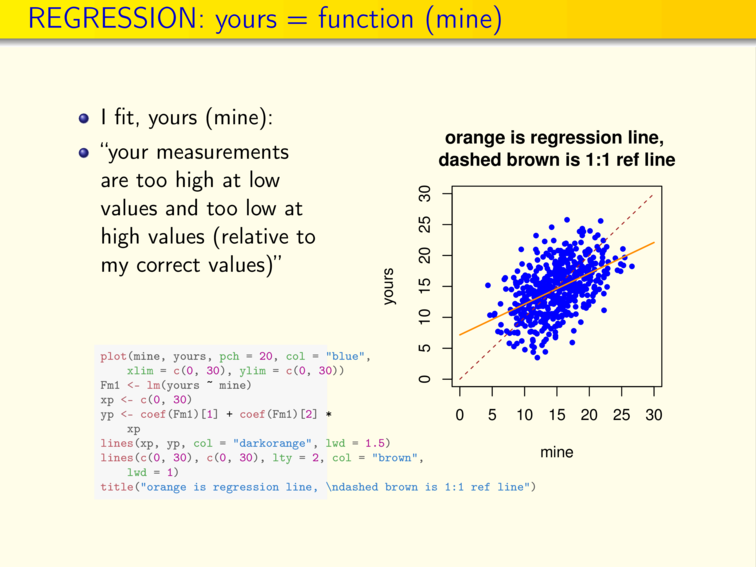 REGRESSION: yours = function (mine)
I fit, yours (mine):
“your measurements
are too high at low
values and too low at
high values (relative to
my correct values)”
orange is regression line,
dashed brown is 1:1 ref line
30
25
20
15
10
5
0
yours
0 5 10 15 20 25 30
mine
plot(mine, yours, pch = 20, col = "blue",
xlim = c(0, 30), ylim = c(0, 30))
Fm1 <- lm(yours ~ mine)
xp <- c(0, 30)
yp <- coef(Fm1)[1] + coef(Fm1)[2] *
xp
lines(xp, yp, col = "darkorange", lwd = 1.5)
lines(c(0, 30), c(0, 30), lty = 2, col = "brown",
lwd = 1)
title("orange is regression line, \ndashed brown is 1:1 ref line")